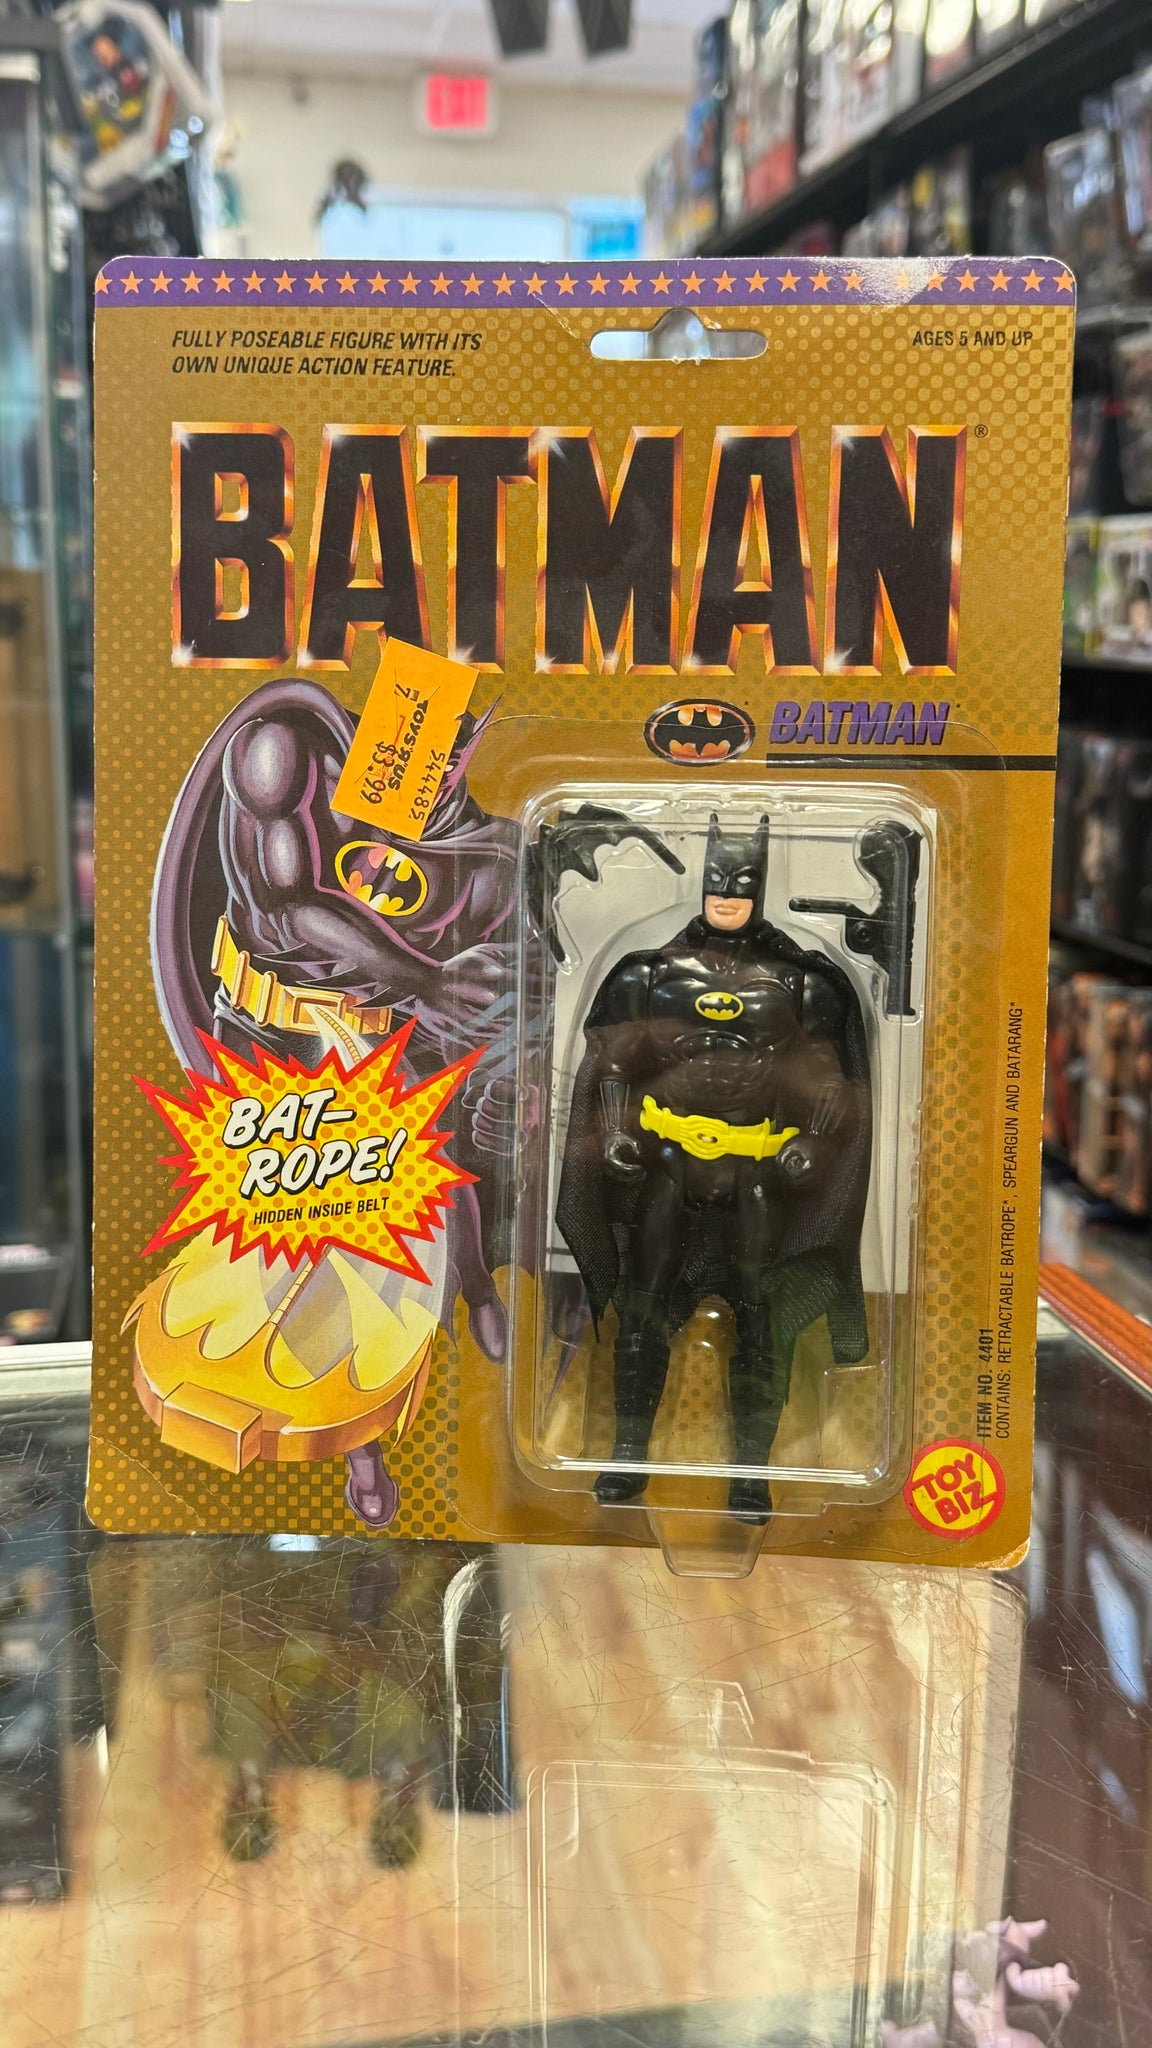 EXIT
FULLY POSEABLE FIGURE WITH ITS
OWN UNIQUE ACTION FEATURE.
AGES 5 AND UP
BATMAN®
BATMAN*
544485
TOYS R US
$3.99
BAT-
ROPE!
HIDDEN INSIDE BELT
ITEM NO. 4401
CONTAINS: RETRACTABLE BATROPE*, SPEARGUN AND BATARANG*
TOY
BIZ